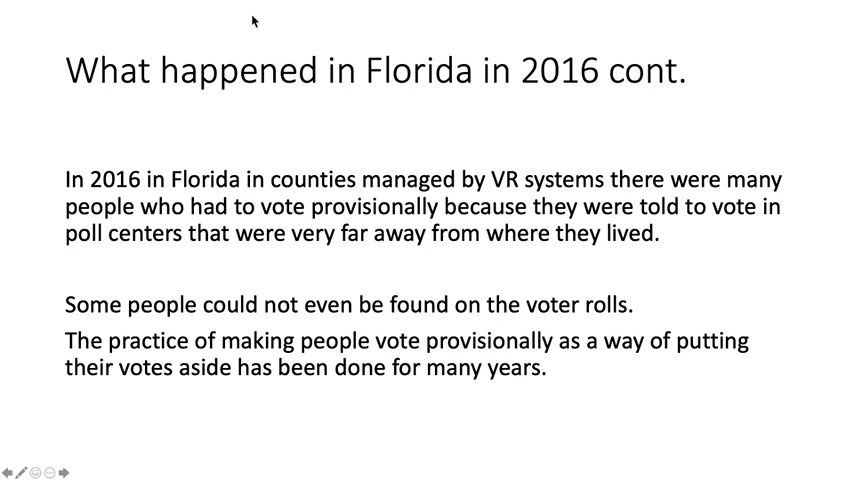 What happened in Florida in 2016 cont.
In 2016 in Florida in counties managed by VR systems there were many
people who had to vote provisionally because they were told to vote in
poll centers that were very far away from where they lived.
Some people could not even be found on the voter rolls.
The practice of making people vote provisionally as a way of putting
their votes aside has been done for many years.